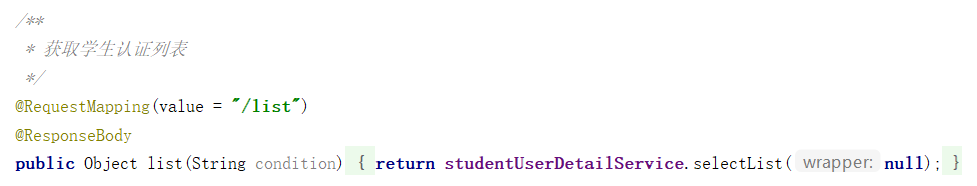 /**
 * 获取学生认证列表
 */
@RequestMapping(value = "/list")
@ResponseBody
public Object list(String condition) { return studentUserDetailService.selectList( wrapper: null); }